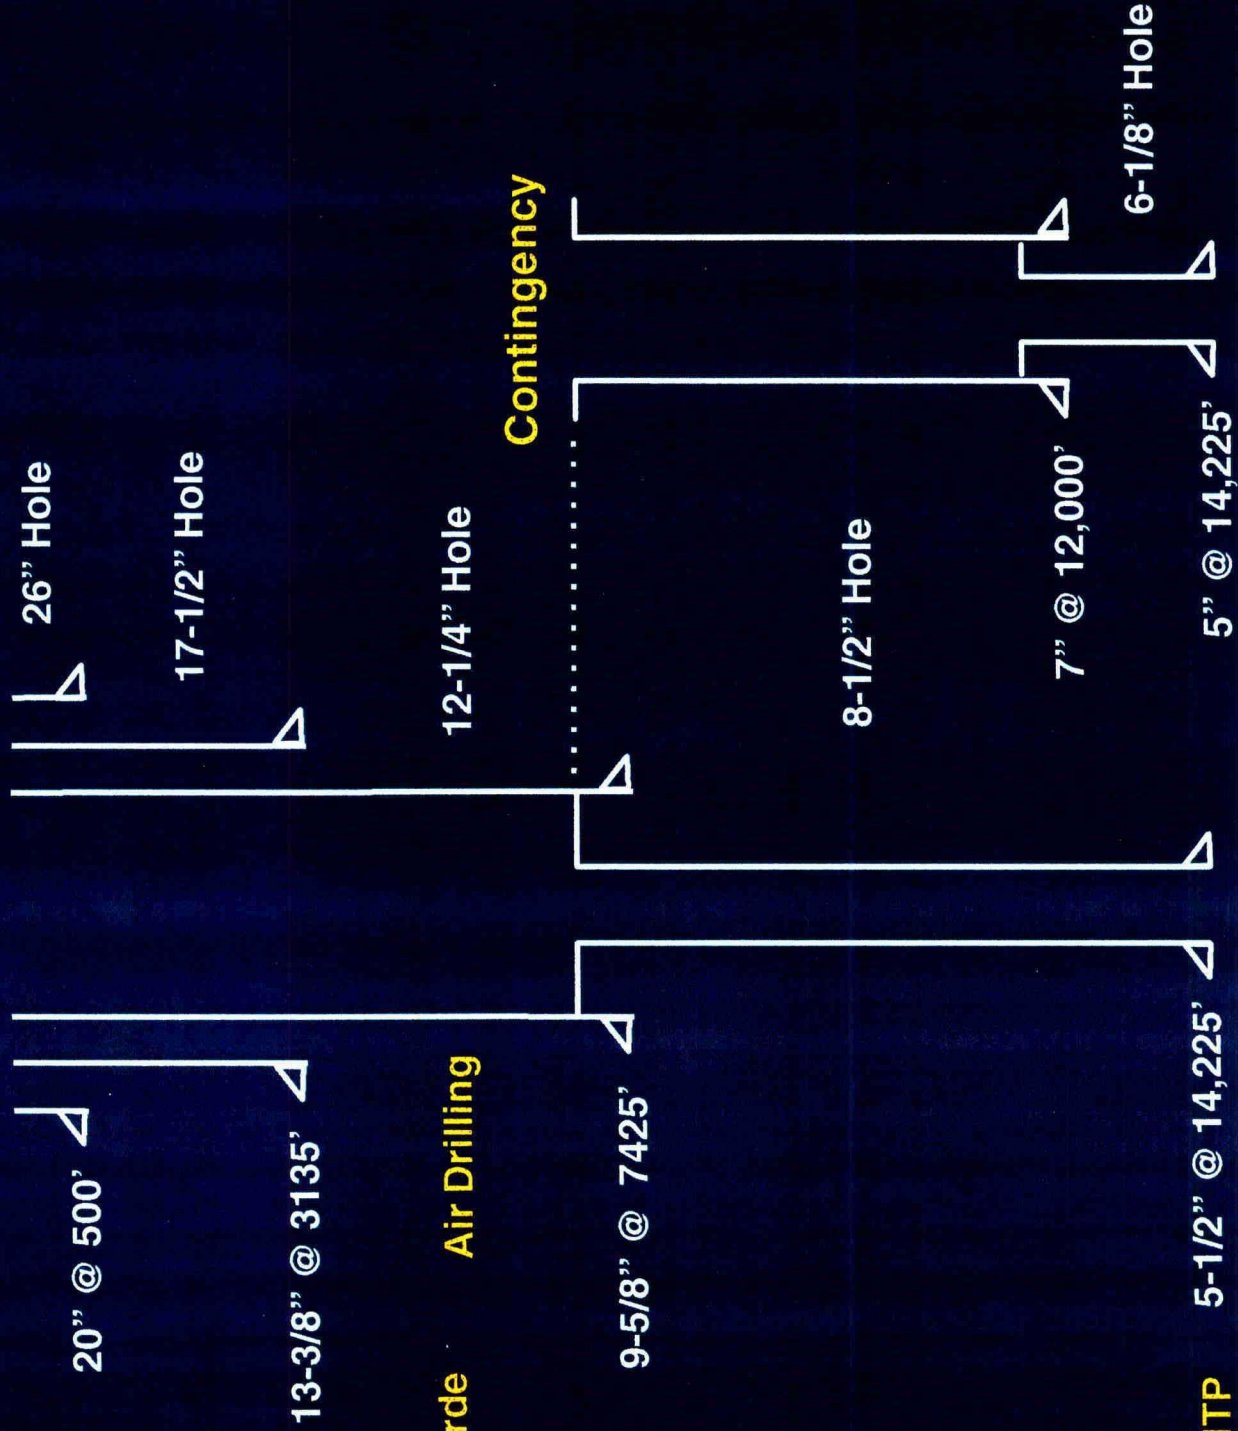 26” Hole
20” @ 500’
17-1/2” Hole
13-3/8” @ 3135’
rde
Air Drilling
12-1/4” Hole
Contingency
9-5/8” @ 7425’
8-1/2” Hole
7” @ 12,000’
6-1/8” Hole
5-1/2” @ 14,225’
5” @ 14,225’